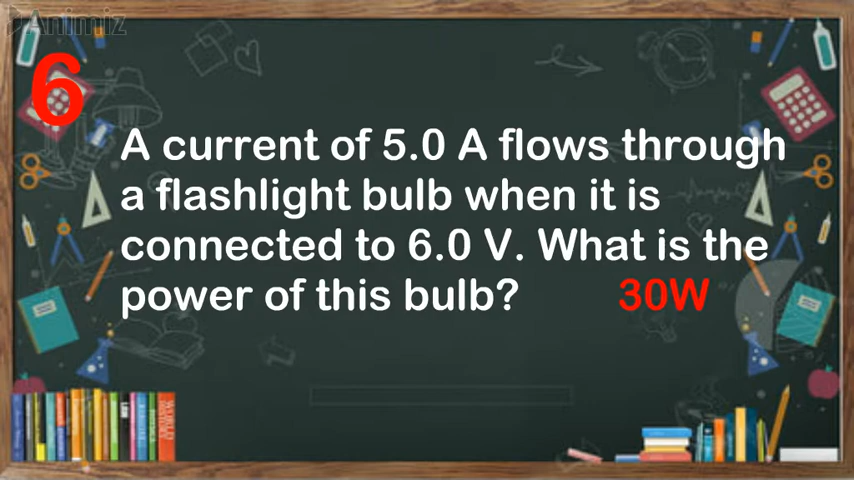 Animiz
6
A current of 5.0 A flows through
a flashlight bulb when it is
connected to 6.0 V. What is the
power of this bulb? 30W